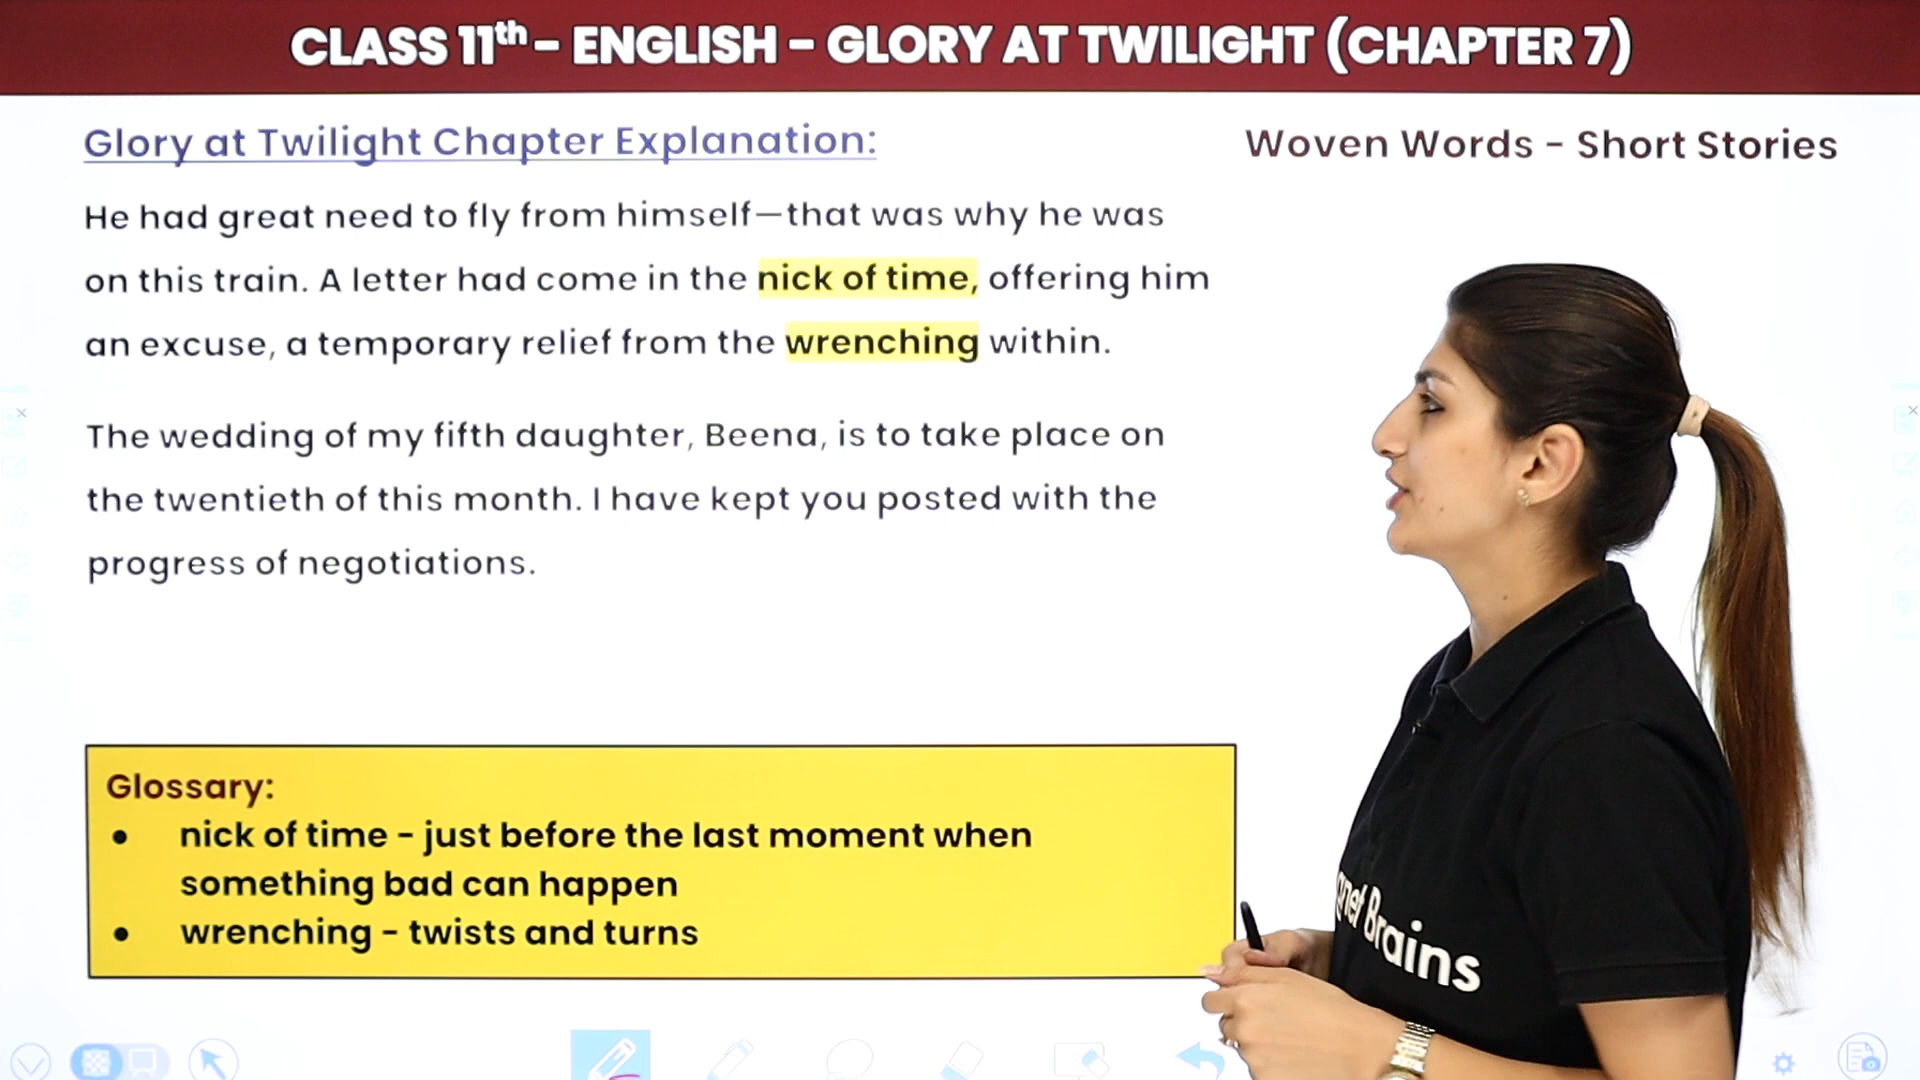 CLASS 11th – ENGLISH – GLORY AT TWILIGHT (CHAPTER 7)
Glory at Twilight Chapter Explanation:
Woven Words - Short Stories
He had great need to fly from himself—that was why he was
on this train. A letter had come in the nick of time, offering him
an excuse, a temporary relief from the wrenching within.
The wedding of my fifth daughter, Beena, is to take place on
the twentieth of this month. I have kept you posted with the
progress of negotiations.
Glossary:
● nick of time - just before the last moment when
something bad can happen
● wrenching - twists and turns
gnet Brains